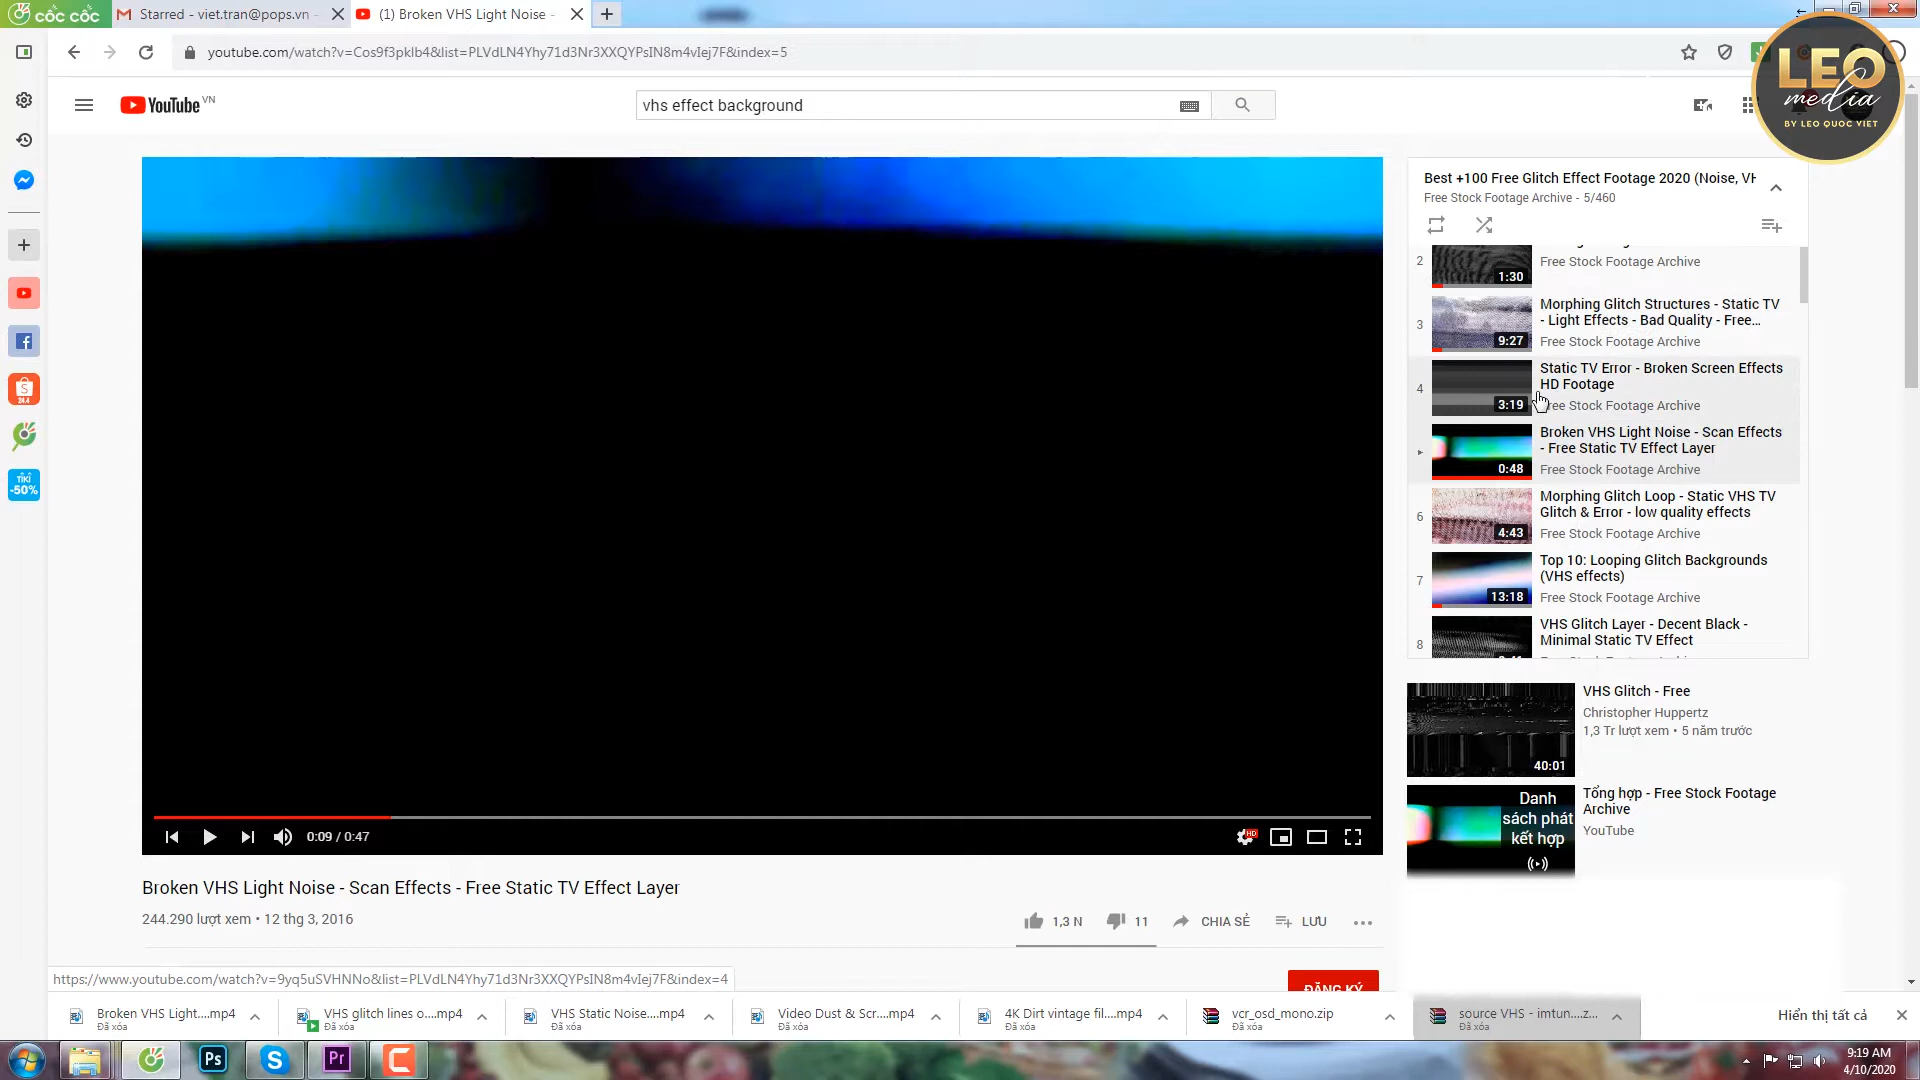 cốc cốc
Starred - viet.tran@pops.vn -
(1) Broken VHS Light Noise -
youtube.com/watch?v=Cos9f3pklb4&list=PLVdLN4Yhy71d3Nr3XXQYPsIN8m4vIej7F&index=5
LEO
media
BY LEO QUOC VIET
YouTube VN
vhs effect background
Best +100 Free Glitch Effect Footage 2020 (Noise, VH
Free Stock Footage Archive - 5/460
2
1:30
Free Stock Footage Archive
3
9:27
Morphing Glitch Structures - Static TV
- Light Effects - Bad Quality - Free...
Free Stock Footage Archive
4
3:19
Static TV Error - Broken Screen Effects
HD Footage
Free Stock Footage Archive
0:48
Broken VHS Light Noise - Scan Effects
- Free Static TV Effect Layer
Free Stock Footage Archive
6
4:43
Morphing Glitch Loop - Static VHS TV
Glitch & Error - low quality effects
Free Stock Footage Archive
7
13:18
Top 10: Looping Glitch Backgrounds
(VHS effects)
Free Stock Footage Archive
8
VHS Glitch Layer - Decent Black -
Minimal Static TV Effect
24.4
TIKI
-50%
VHS Glitch - Free
Christopher Huppertz
1,3 Tr lượt xem • 5 năm trước
40:01
Danh
sách phát
kết hợp
Tổng hợp - Free Stock Footage
Archive
YouTube
0:09 / 0:47
HD
Broken VHS Light Noise - Scan Effects - Free Static TV Effect Layer
244.290 lượt xem • 12 thg 3, 2016
1,3 N
11
CHIA SẺ
LƯU
ĐĂNG KÝ
https://www.youtube.com/watch?v=9yq5uSVHNNo&list=PLVdLN4Yhy71d3Nr3XXQYPsIN8m4vIej7F&index=4
Broken VHS Light....mp4
Đã xóa
VHS glitch lines o....mp4
Đã xóa
VHS Static Noise....mp4
Đã xóa
Video Dust & Scr....mp4
Đã xóa
4K Dirt vintage fil....mp4
Đã xóa
vcr_osd_mono.zip
Đã xóa
source VHS - imtun....z...
Đã xóa
Hiển thị tất cả
Ps
Pr
9:19 AM
4/10/2020